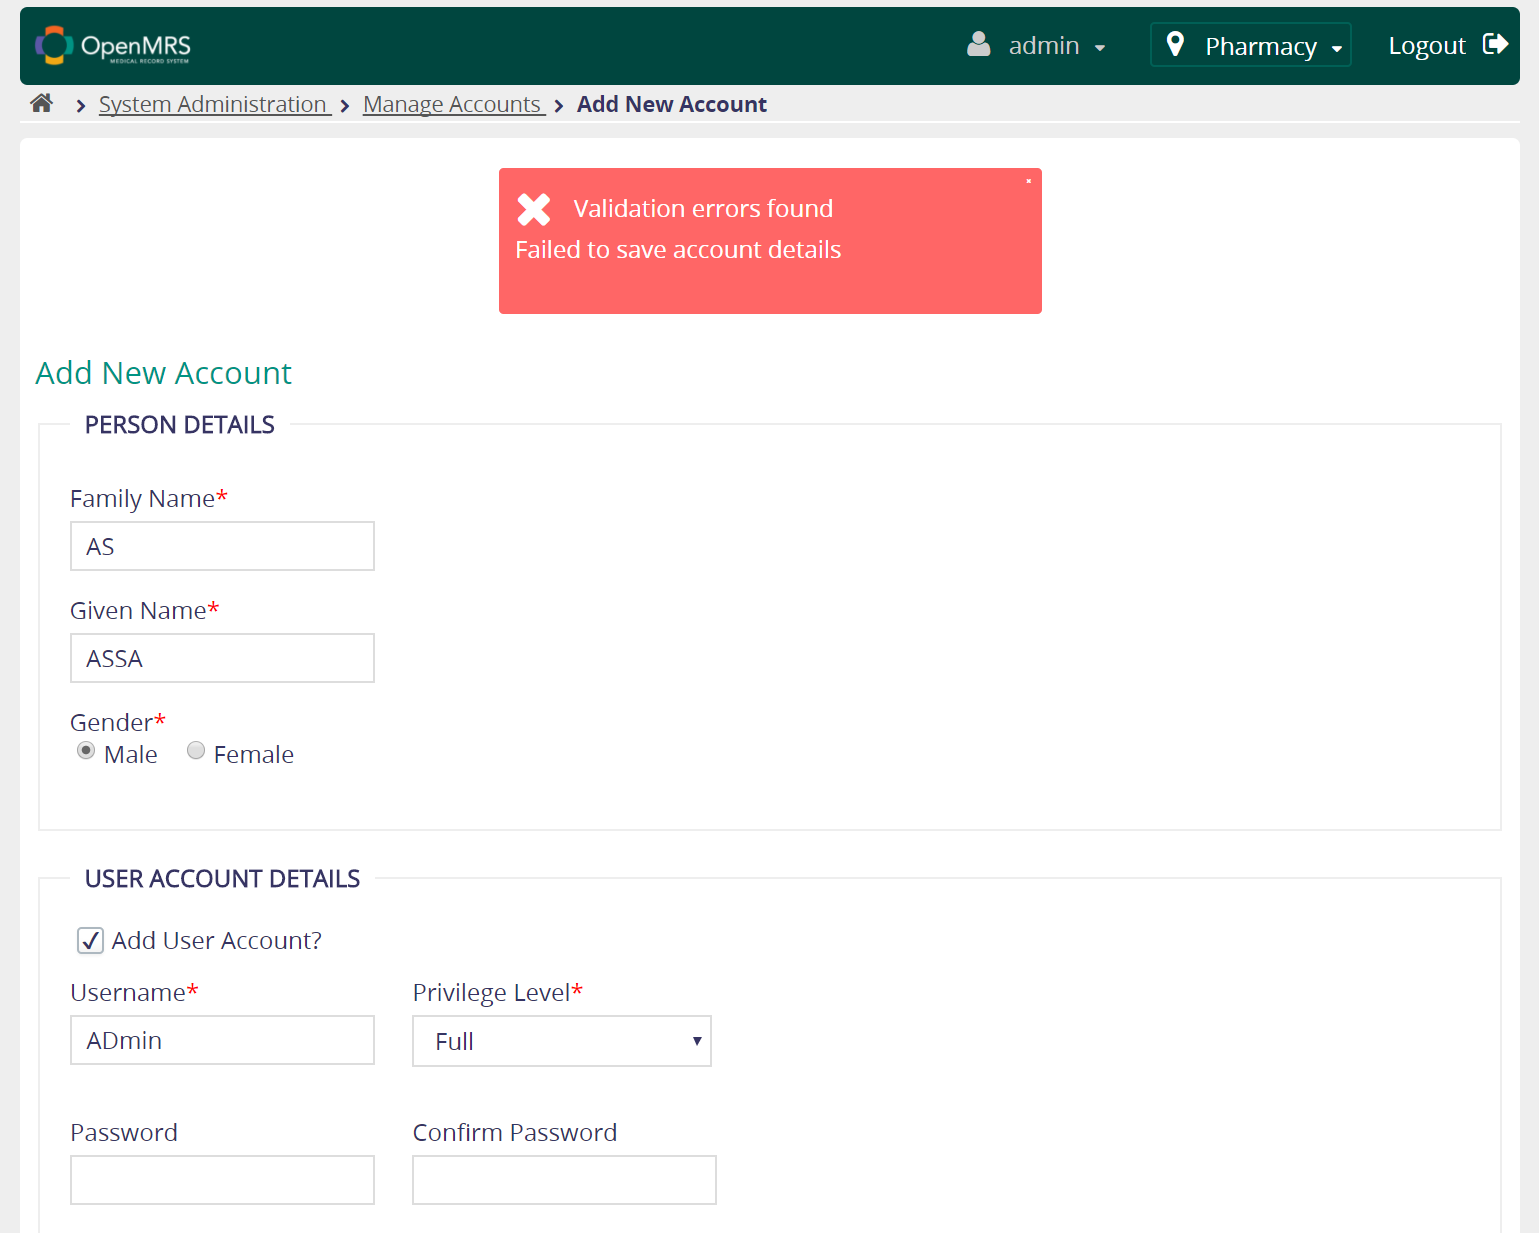 OpenMRS
MEDICAL RECORD SYSTEM
admin
Pharmacy
Logout
System Administration
Manage Accounts
Add New Account
Validation errors found
Failed to save account details
Add New Account
PERSON DETAILS
Family Name*
AS
Given Name*
ASSA
Gender*
Male Female
USER ACCOUNT DETAILS
Add User Account?
Username* Privilege Level*
ADmin Full
Password Confirm Password